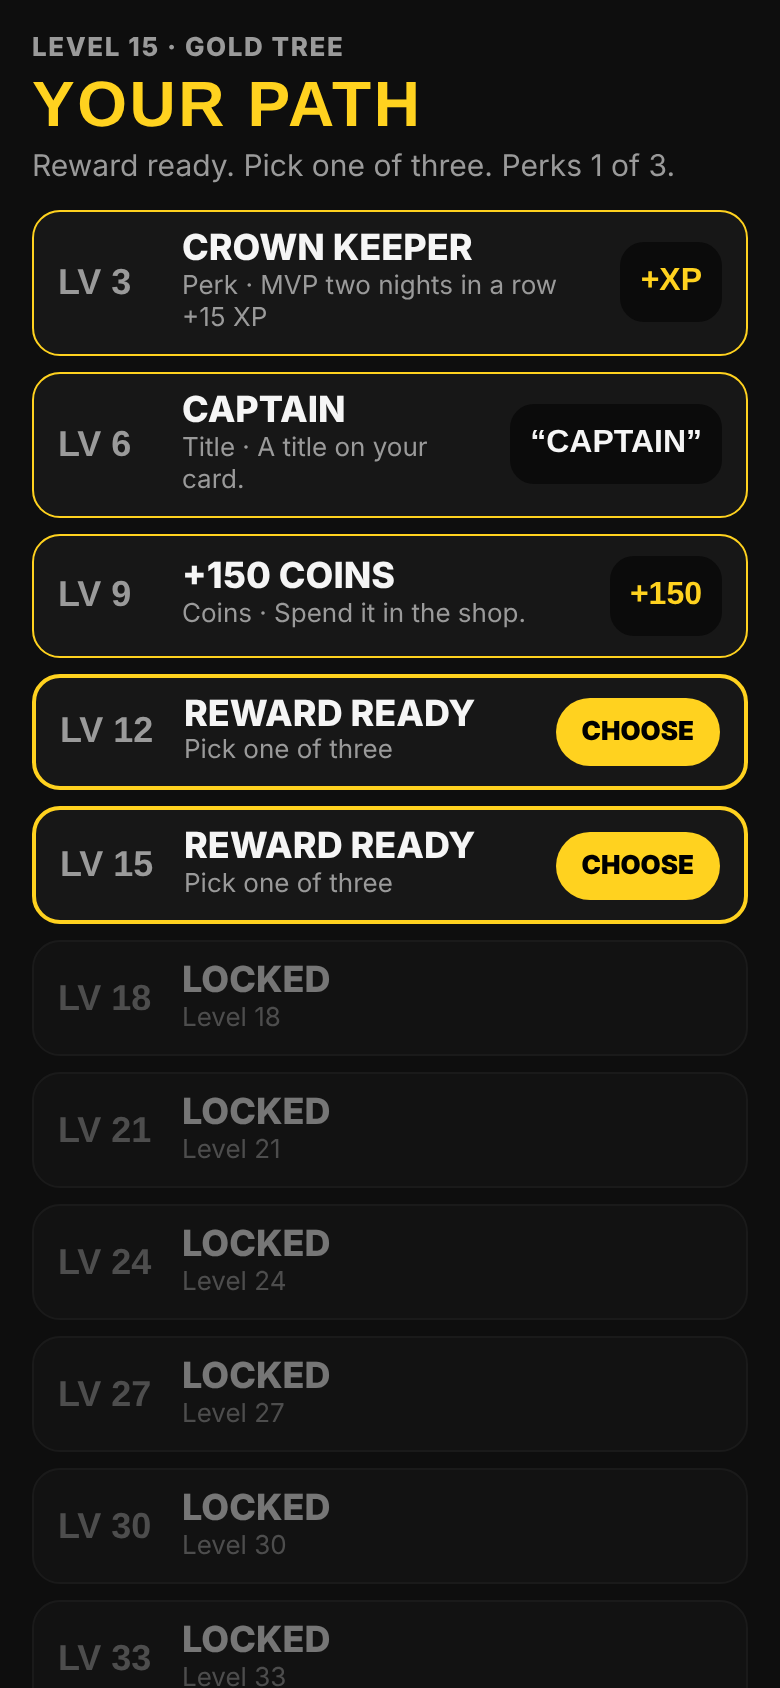 LEVEL 15 · GOLD TREE
YOUR PATH
Reward ready. Pick one of three. Perks 1 of 3.
LV 3
CROWN KEEPER
Perk · MVP two nights in a row
+15 XP
+XP
LV 6
CAPTAIN
Title · A title on your
card.
“CAPTAIN”
LV 9
+150 COINS
Coins · Spend it in the shop.
+150
LV 12
REWARD READY
Pick one of three
CHOOSE
LV 15
REWARD READY
Pick one of three
CHOOSE
LV 18
LOCKED
Level 18
LV 21
LOCKED
Level 21
LV 24
LOCKED
Level 24
LV 27
LOCKED
Level 27
LV 30
LOCKED
Level 30
LV 33
LOCKED
Level 33